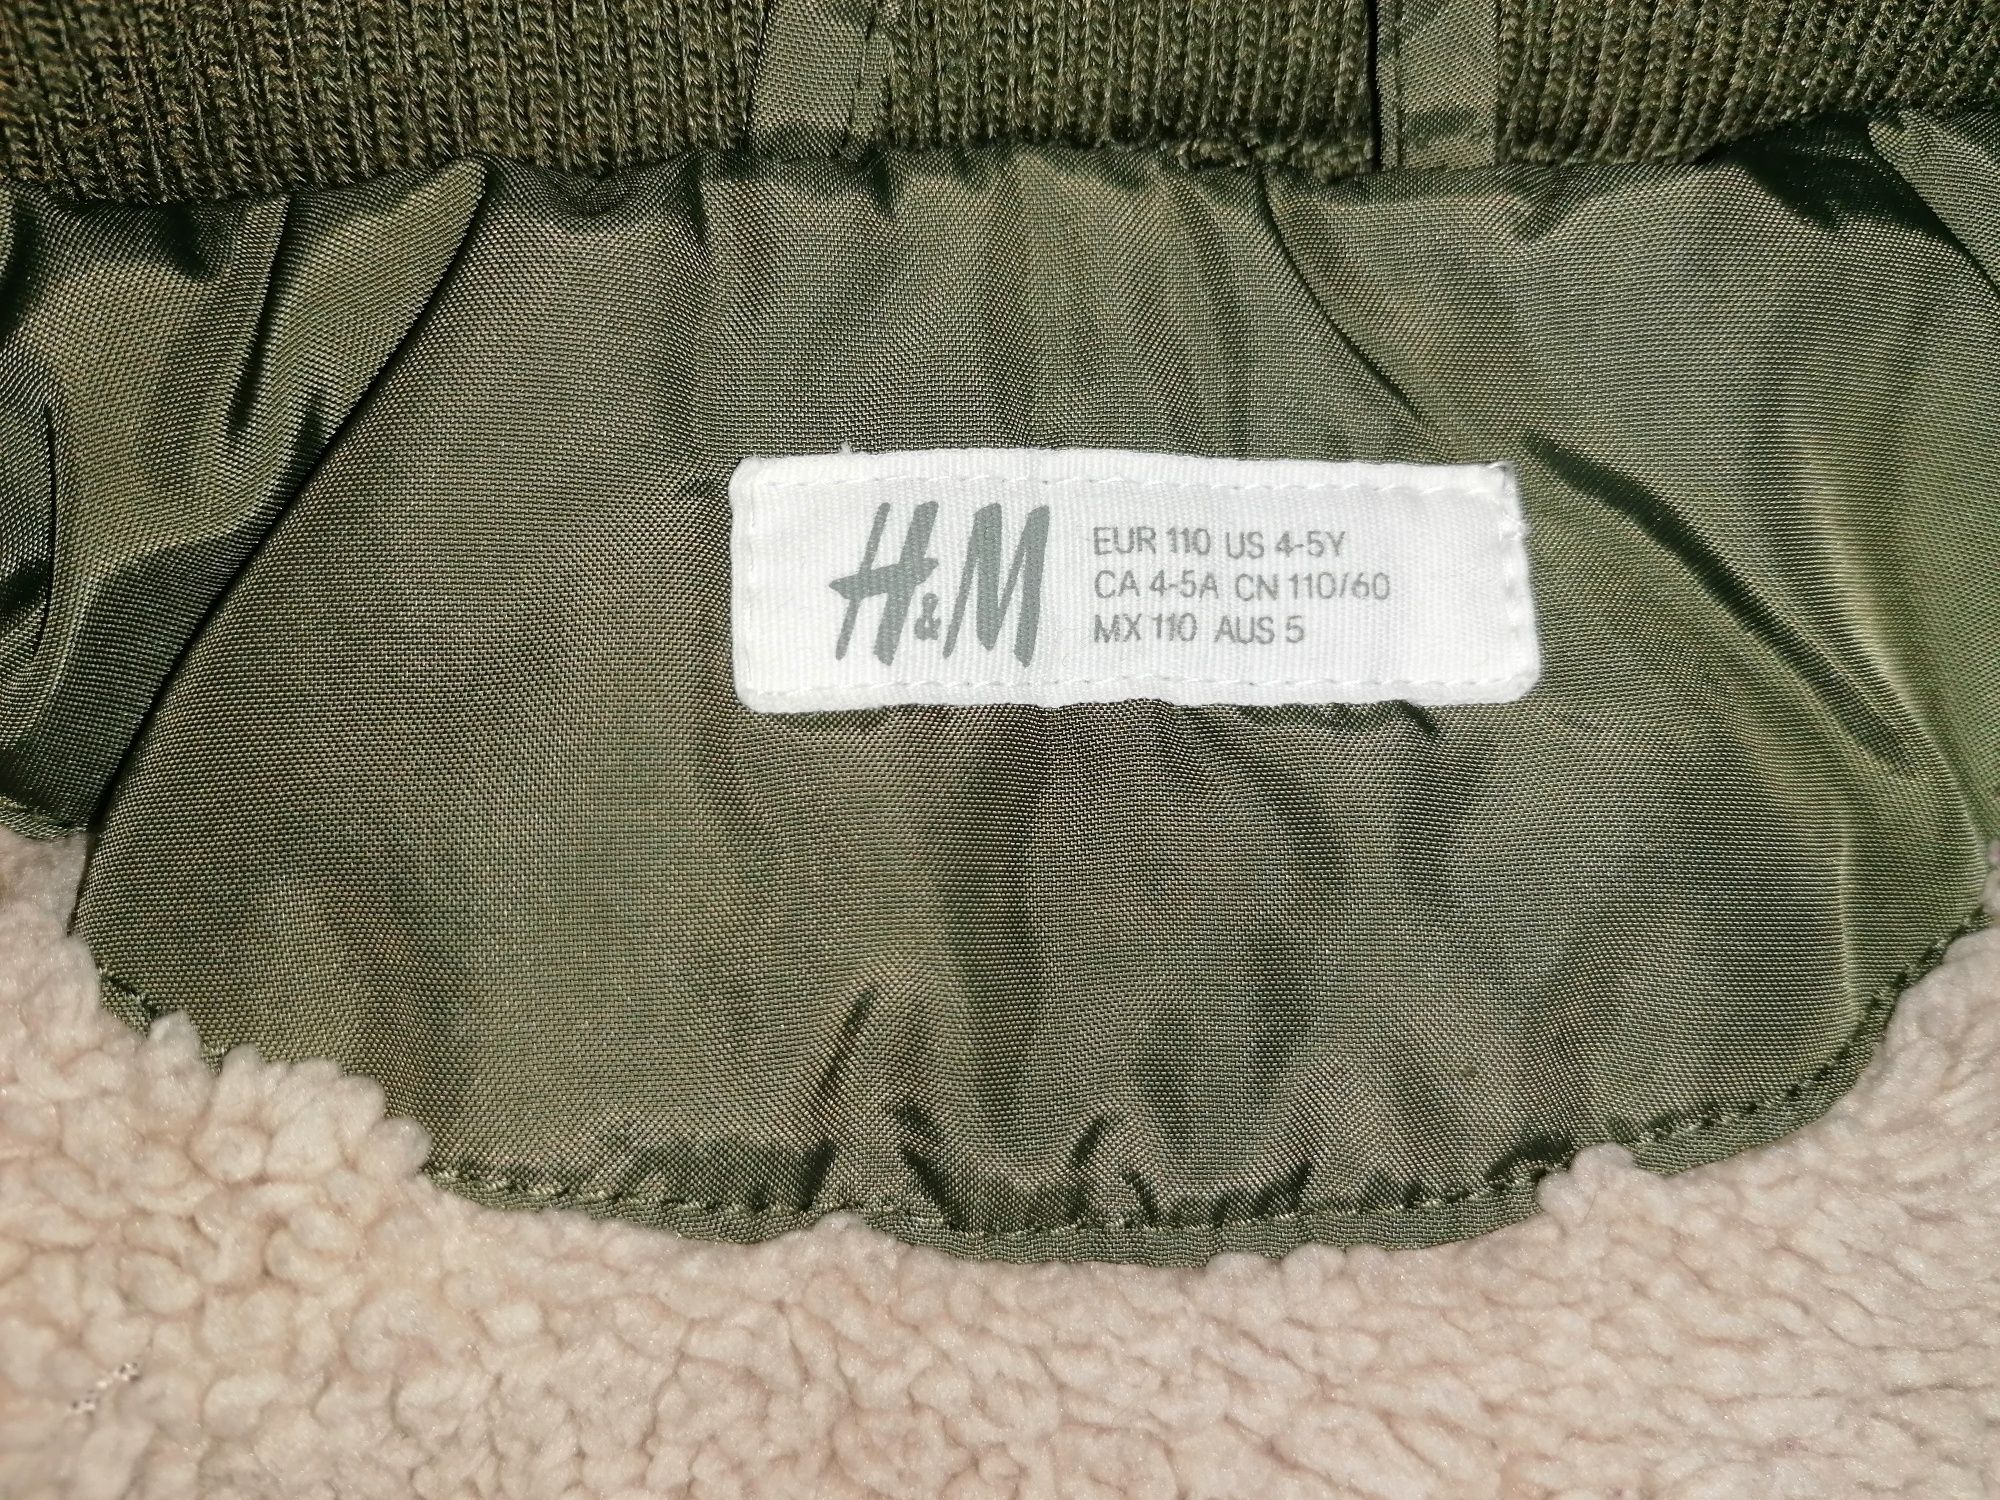 H&M
EUR 110 US 4-5Y
CA 4-5A CN 110/60
MX 110 AUS 5